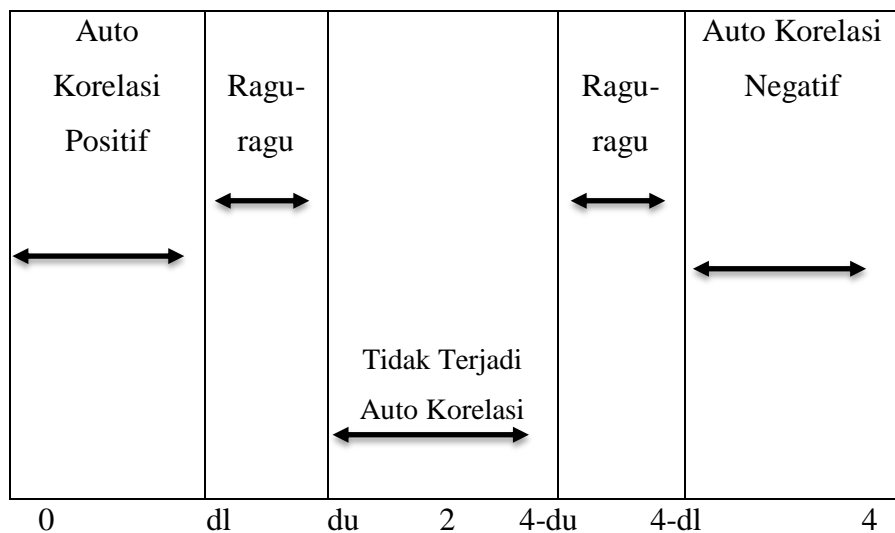 Auto
Korelasi
Positif
Ragu-
ragu
Tidak Terjadi
Auto Korelasi
Ragu-
ragu
Auto Korelasi
Negatif
0 dl du 2 4-du 4-dl 4